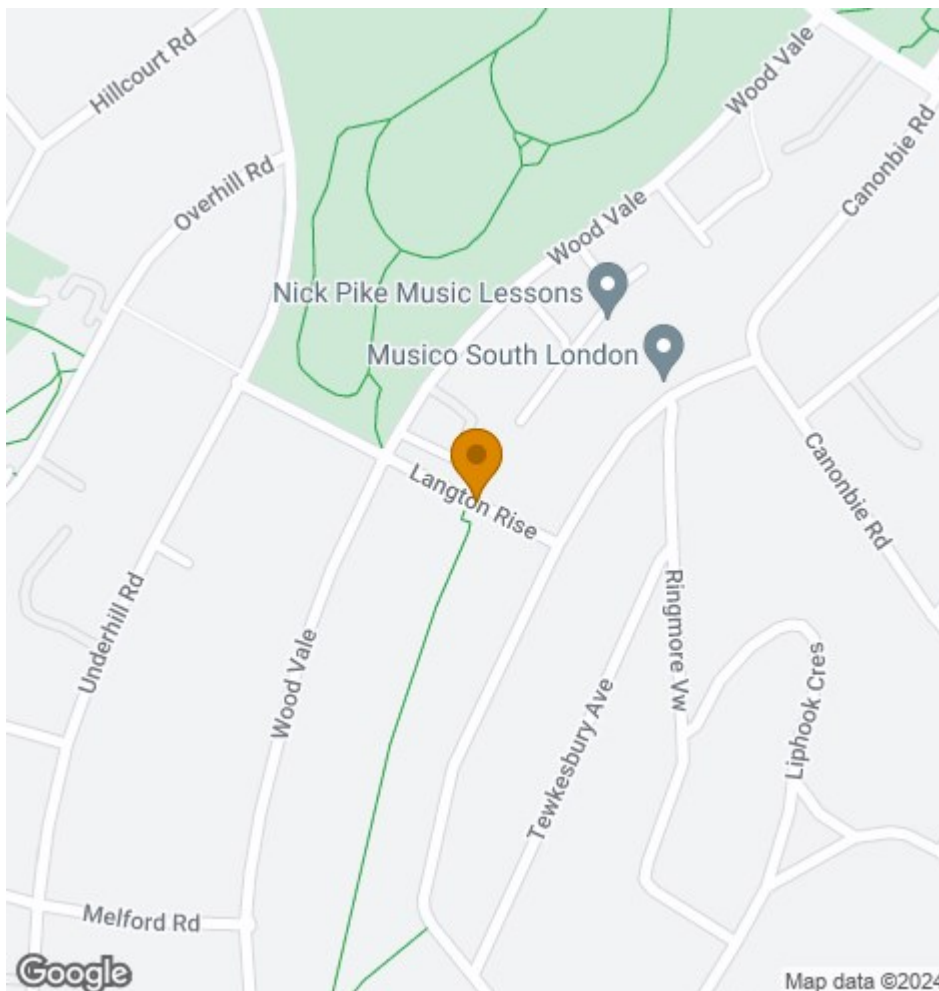 Hillcourt Rd
Wood Vale
Canonbie Rd
Overhill Rd
Wood Vale
Nick Pike Music Lessons
Musico South London
Canonbie Rd
Langton Rise
Underhill Rd
Ringmore Vw
Wood Vale
Liphook Cres
Tewkesbury Ave
Melford Rd
Google
Map data ©2024